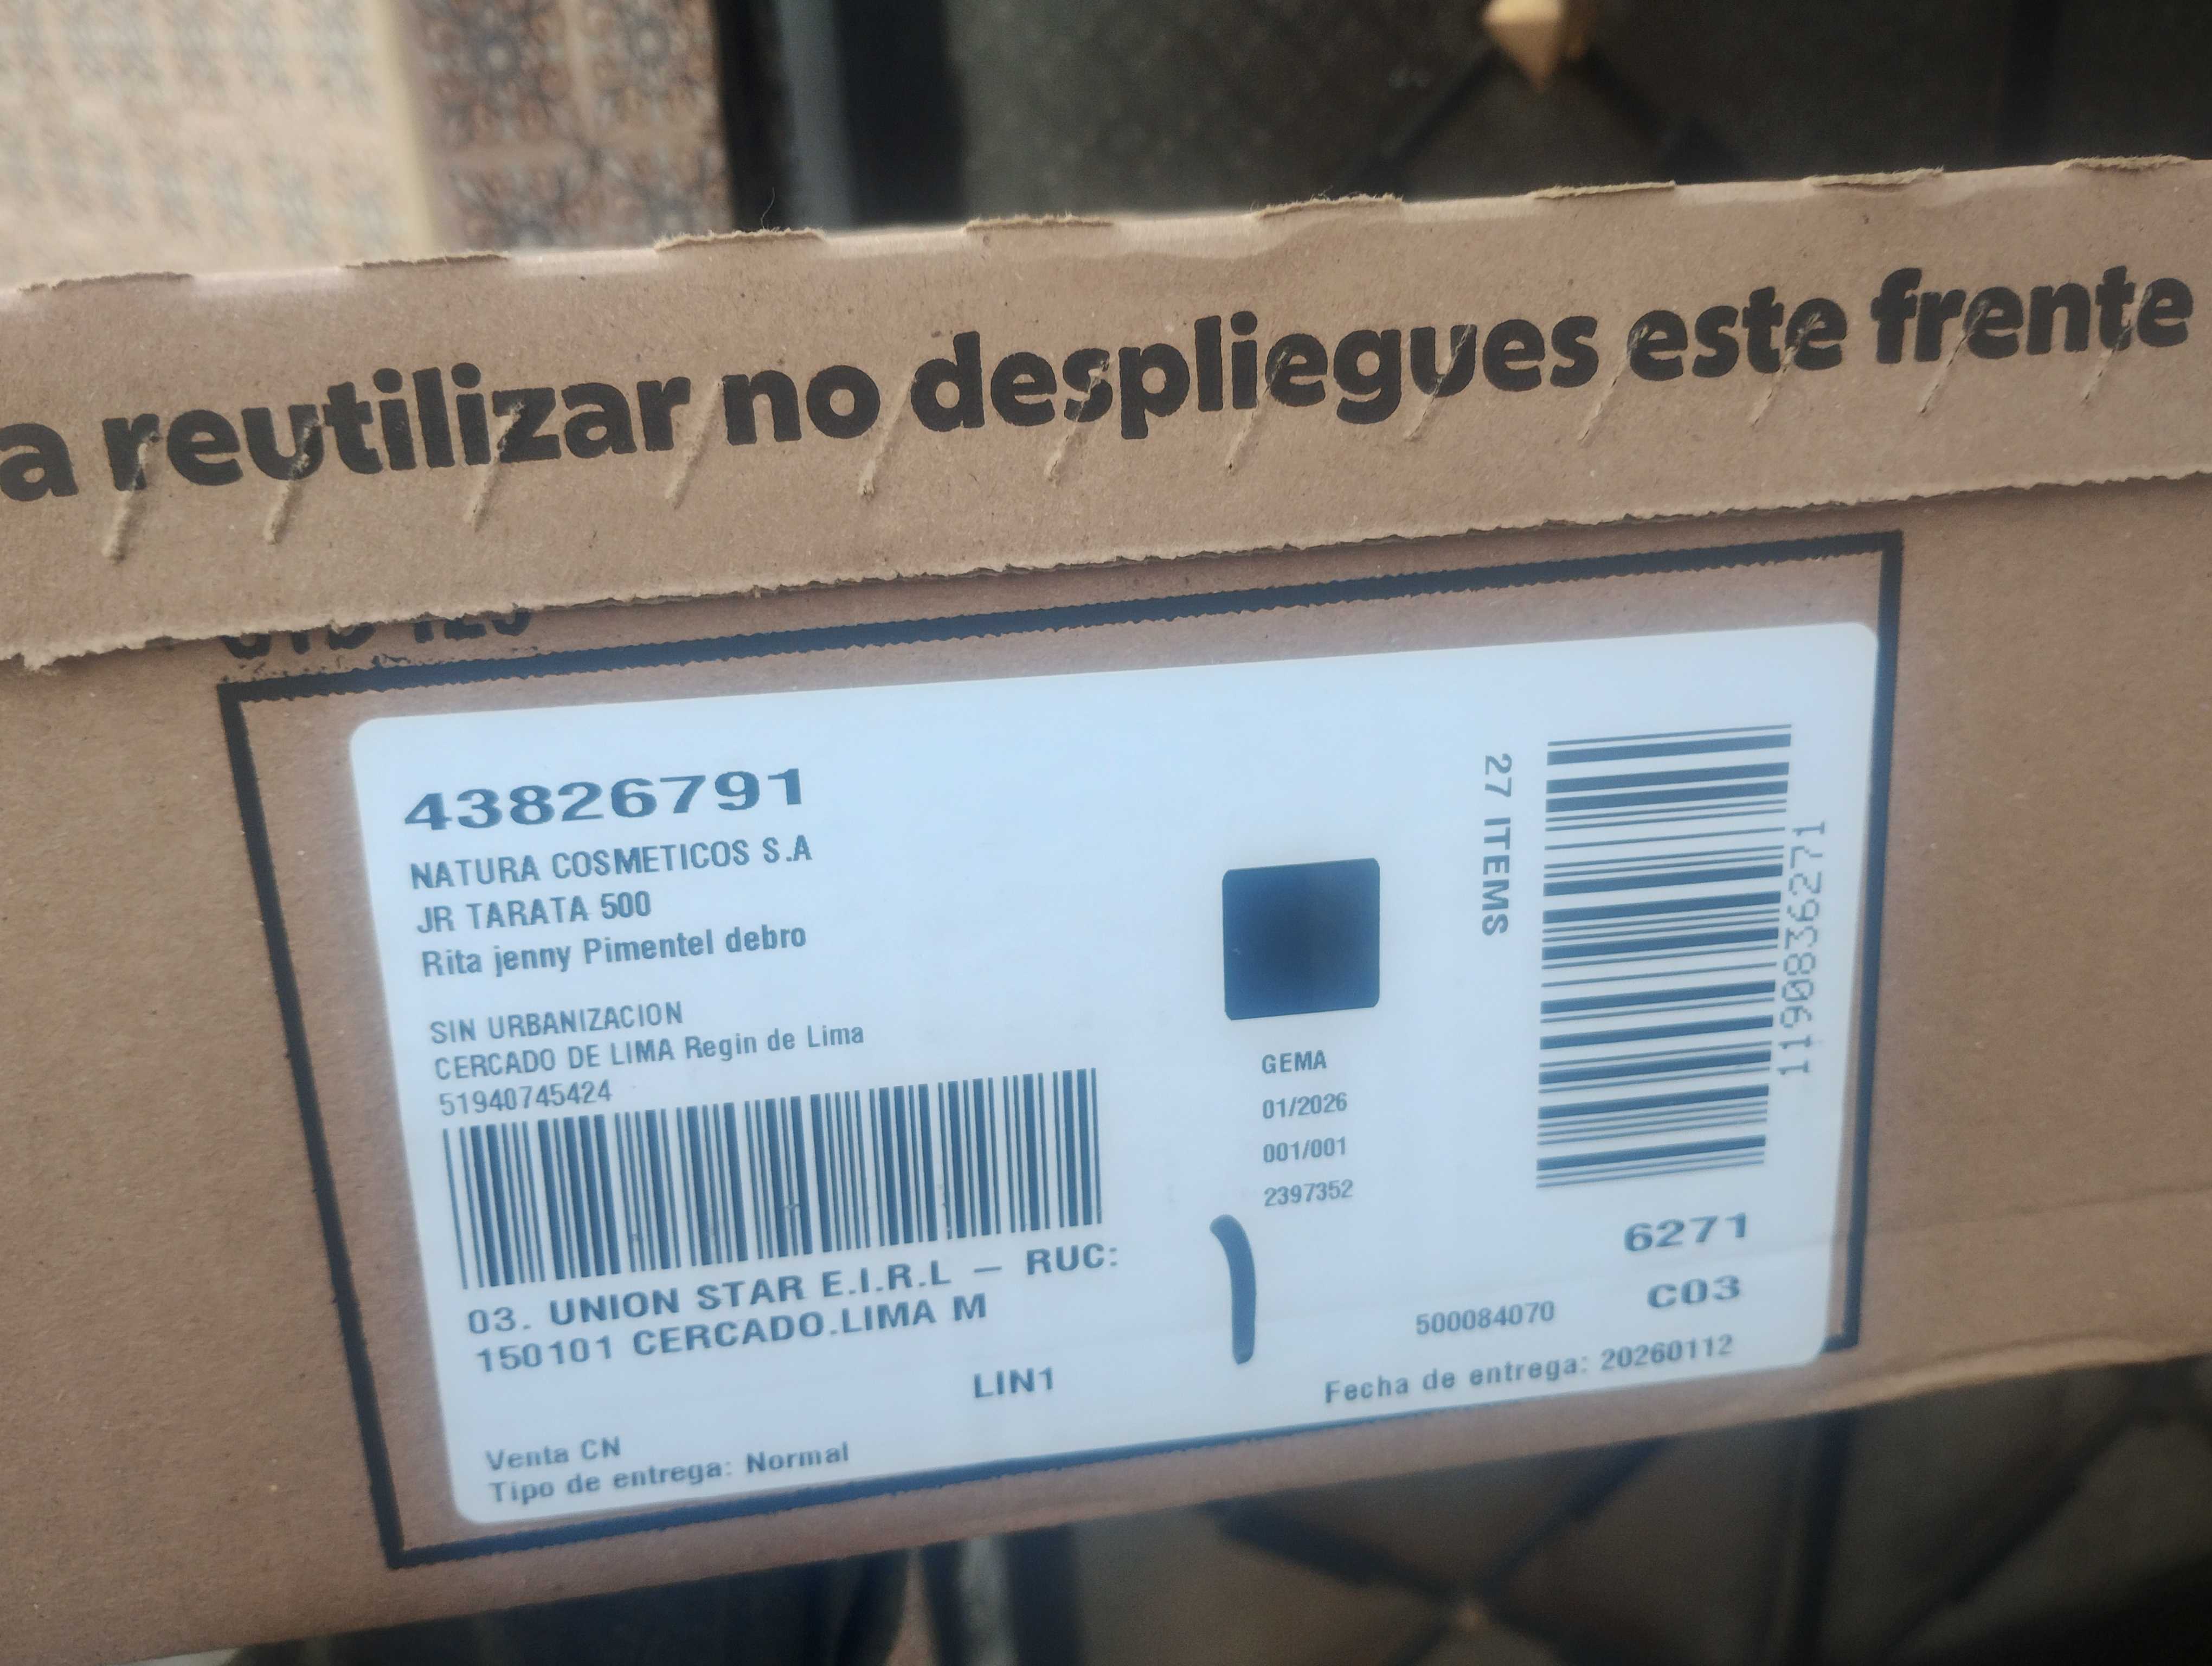 a reutilizar no despliegues este frente
43826791
NATURA COSMETICOS S.A
JR TARATA 500
Rita jenny Pimentel debro
SIN URBANIZACION
CERCADO DE LIMA Regin de Lima
51940745424
03. UNION STAR E.I.R.L – RUC:
150101 CERCADO.LIMA M
LIN1
Venta CN
Tipo de entrega: Normal
GEMA
01/2026
001/001
2397352
1
27 ITEMS
1190836271
6271
C03
500084070
Fecha de entrega: 20260112